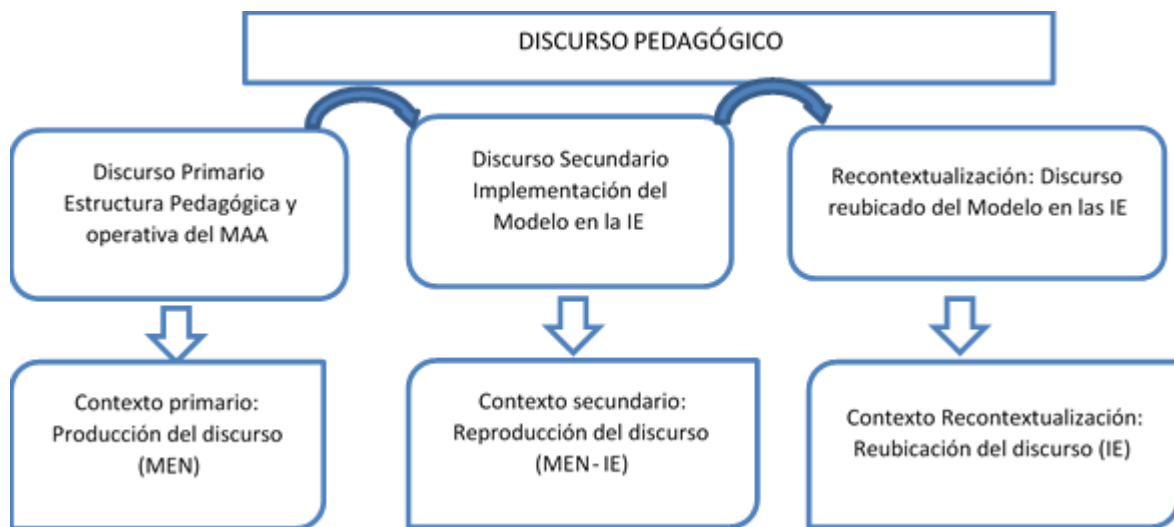 DISCURSO PEDAGÓGICO
Discurso Primario
Estructura Pedagógica y
operativa del MAA
Discurso Secundario
Implementación del
Modelo en la IE
Recontextualización: Discurso
reubicado del Modelo en las IE
Contexto primario:
Producción del discurso
(MEN)
Contexto secundario:
Reproducción del discurso
(MEN- IE)
Contexto Recontextualización:
Reubicación del discurso (IE)